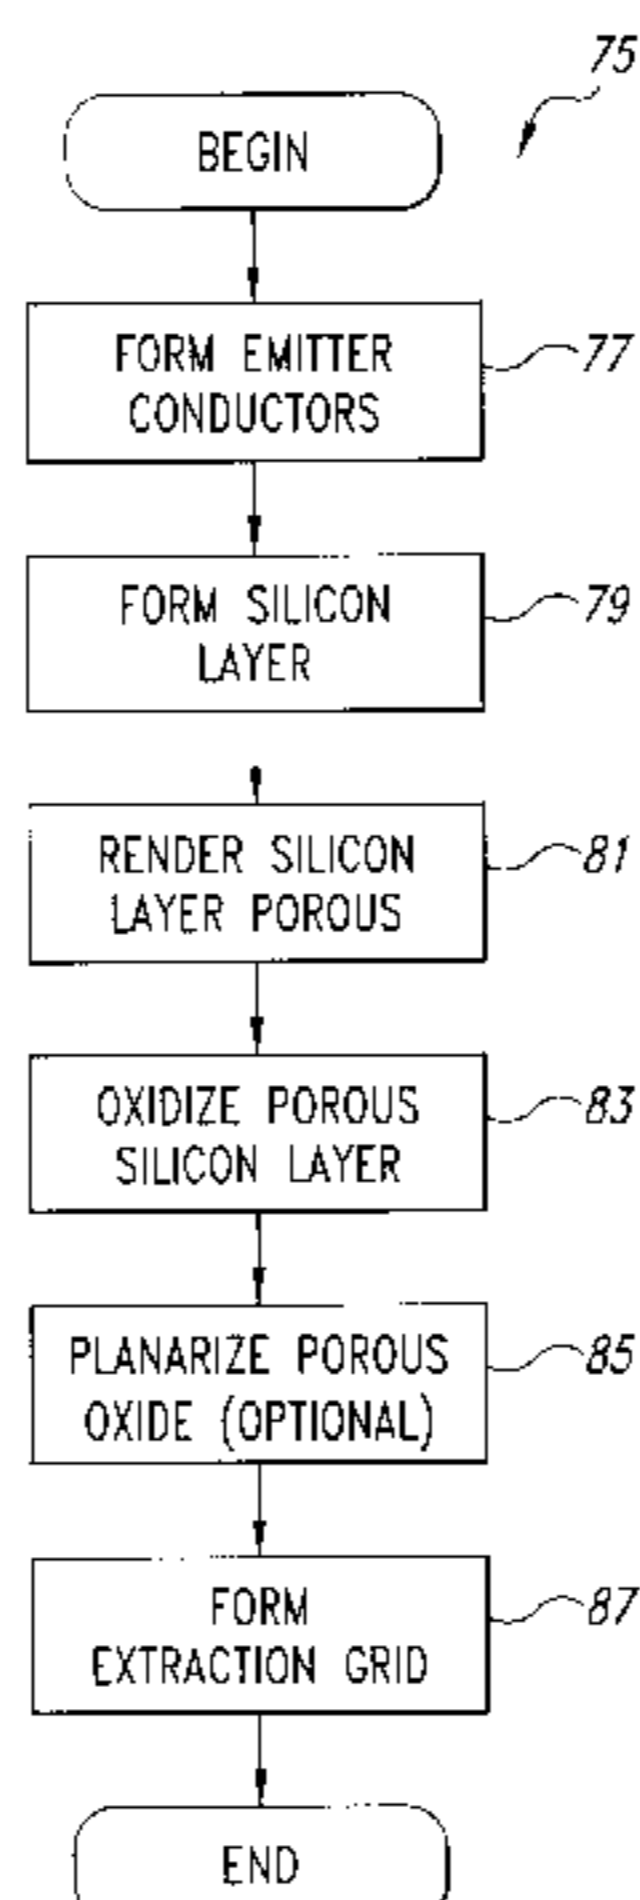 75
BEGIN
FORM EMITTER
CONDUCTORS
77
FORM SILICON
LAYER
79
RENDER SILICON
LAYER POROUS
81
OXIDIZE POROUS
SILICON LAYER
83
PLANARIZE POROUS
OXIDE (OPTIONAL)
85
FORM
EXTRACTION GRID
87
END